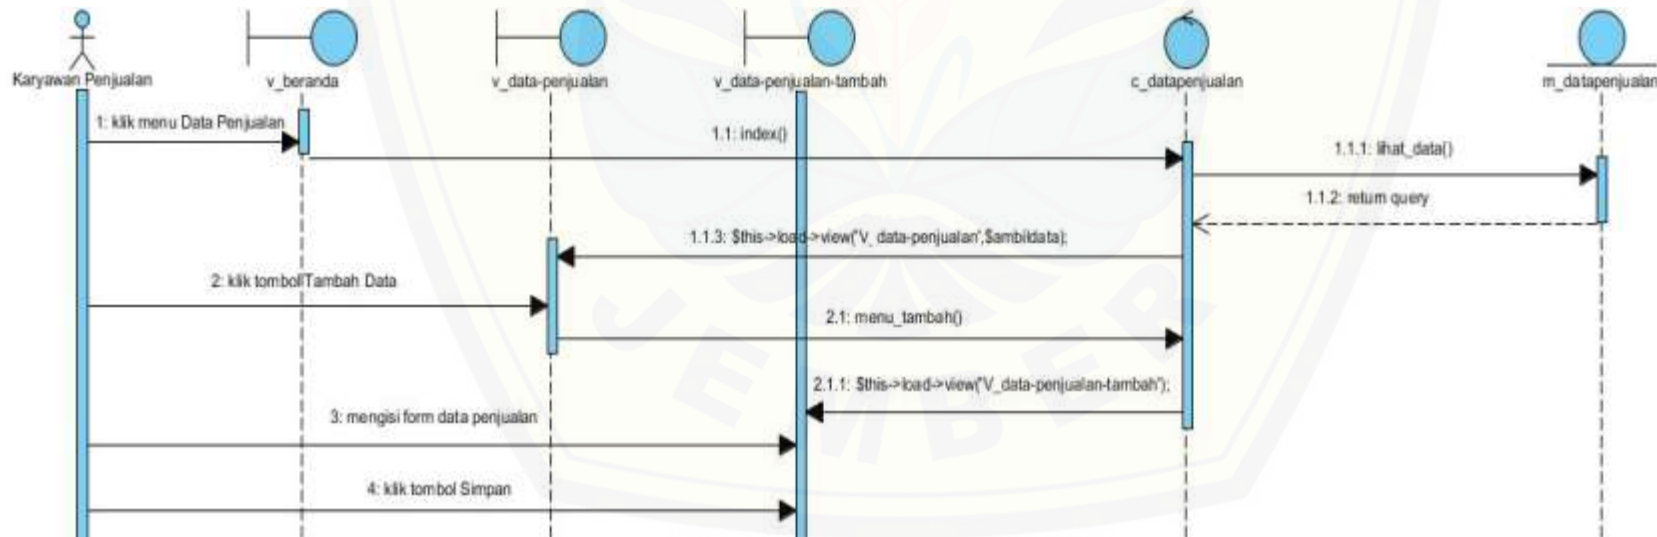 Karyawan Penjualan
v_beranda
v_data-penjualan
v_data-penjualan-tambah
c_datapenjualan
m_datapenjualan
1: klik menu Data Penjualan
1.1: index()
1.1.1: lihat_data()
1.1.2: return query
1.1.3: $this->load->view('V_data-penjualan',$ambildata);
2: klik tombol Tambah Data
2.1: menu_tambah()
2.1.1: $this->load->view('V_data-penjualan-tambah');
3: mengisi form data penjualan
4: klik tombol Simpan
JEMBER